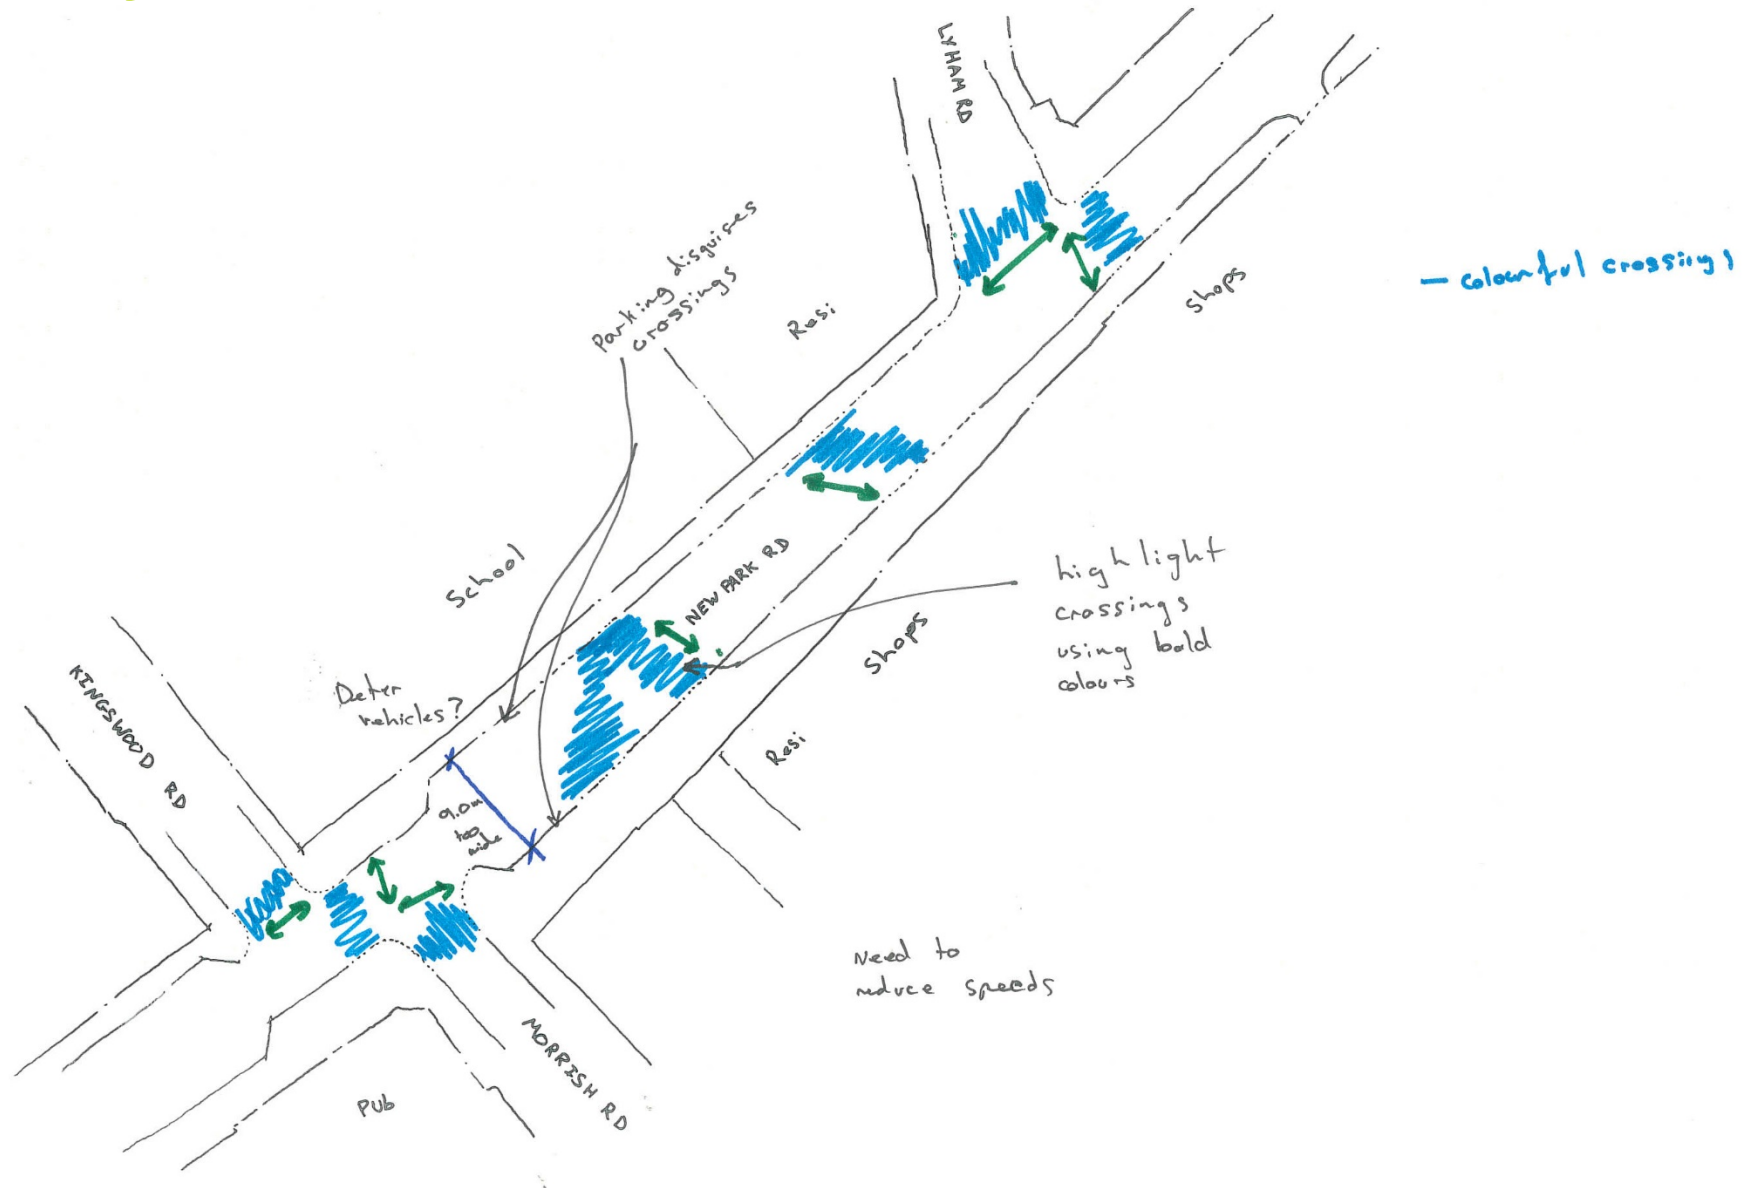 LYHAM RD
Parking disguises
crossings
Resi
Shops
— colourful crossings
School
NEW PARK RD
highlight
crossings
using bold
colours
Shops
KINGSWOOD RD
Deter
vehicles?
Resi
9.0m
too
wide
Need to
reduce speeds
MORRISH RD
PUb